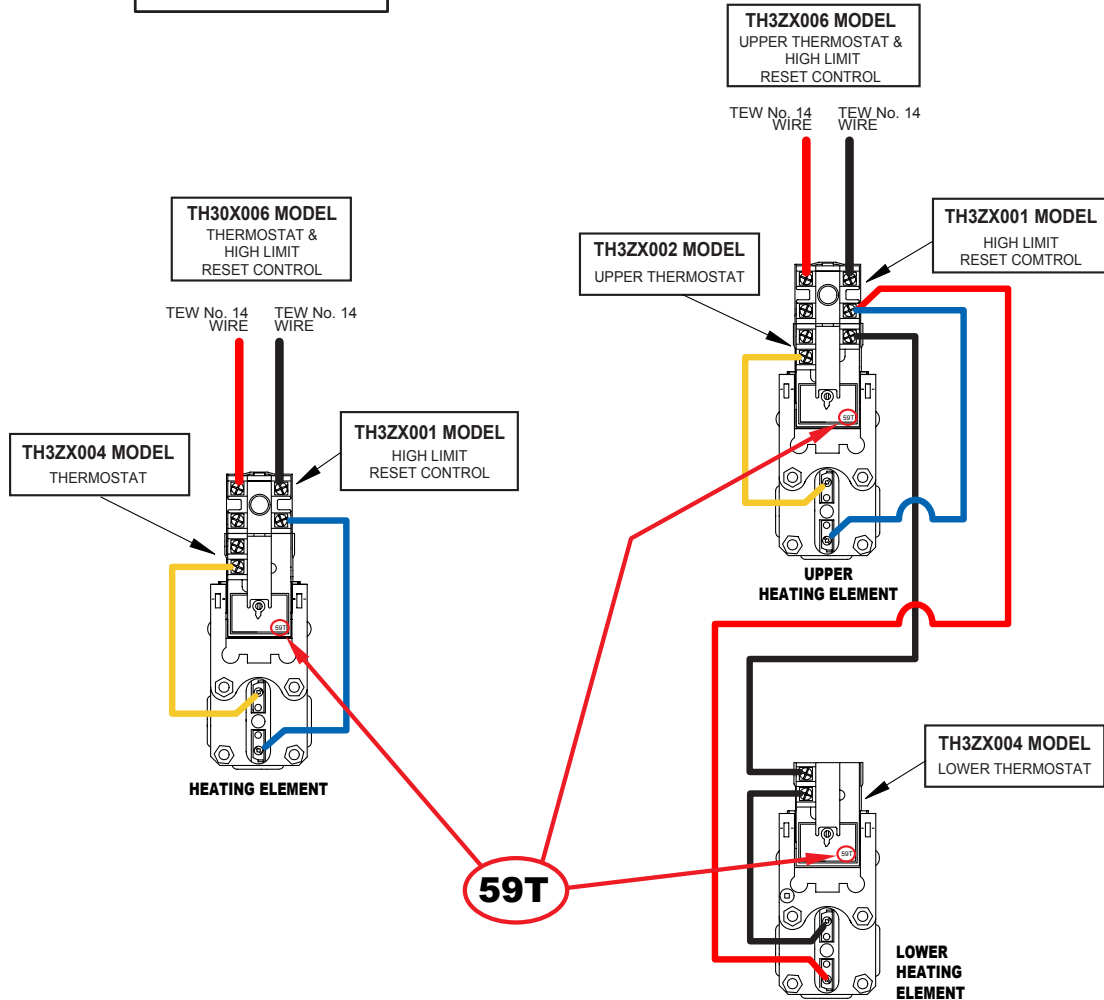 TH3ZX006 MODEL
UPPER THERMOSTAT &
HIGH LIMIT
RESET CONTROL
TEW No. 14
WIRE
TEW No. 14
WIRE
TH30X006 MODEL
THERMOSTAT &
HIGH LIMIT
RESET CONTROL
TH3ZX002 MODEL
UPPER THERMOSTAT
TH3ZX001 MODEL
HIGH LIMIT
RESET COMTROL
TEW No. 14
WIRE
TEW No. 14
WIRE
TH3ZX004 MODEL
THERMOSTAT
TH3ZX001 MODEL
HIGH LIMIT
RESET CONTROL
59T
59T
UPPER
HEATING ELEMENT
HEATING ELEMENT
TH3ZX004 MODEL
LOWER THERMOSTAT
59T
59T
LOWER
HEATING
ELEMENT